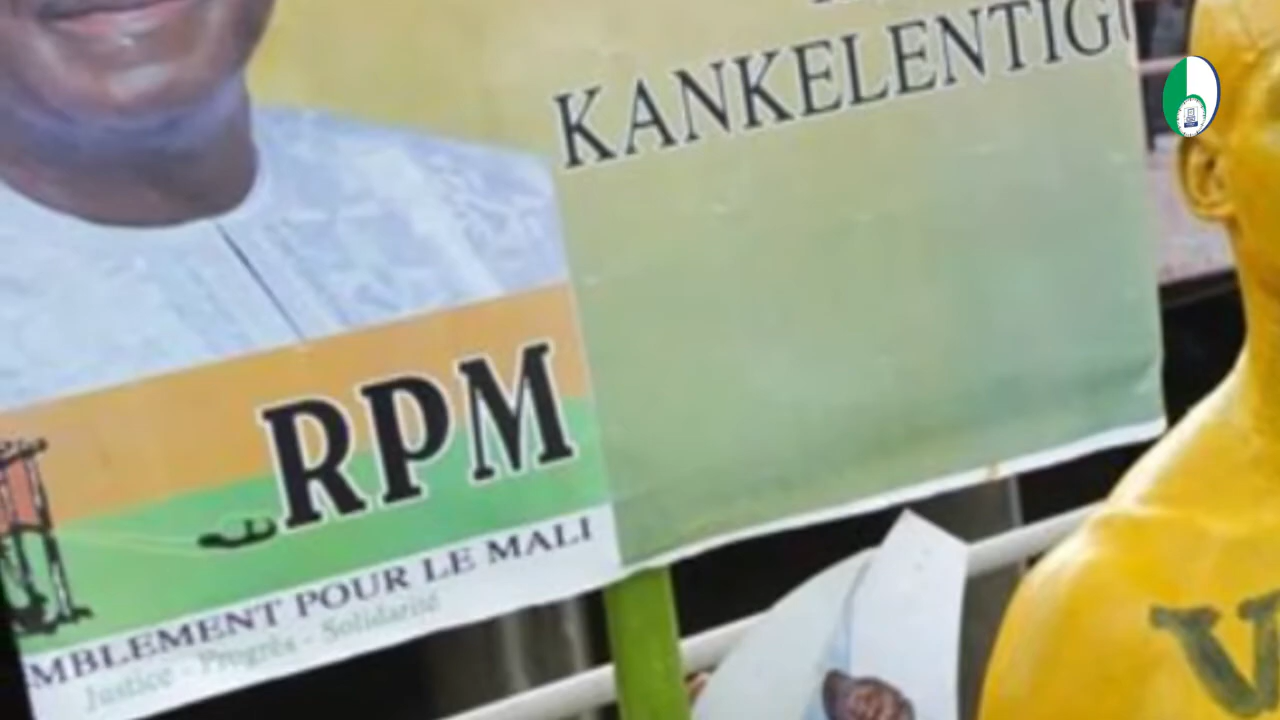 KANKELENTIG
RPM
MBLEMENT POUR LE MALI
Justice - Progrès - Solidarité
V